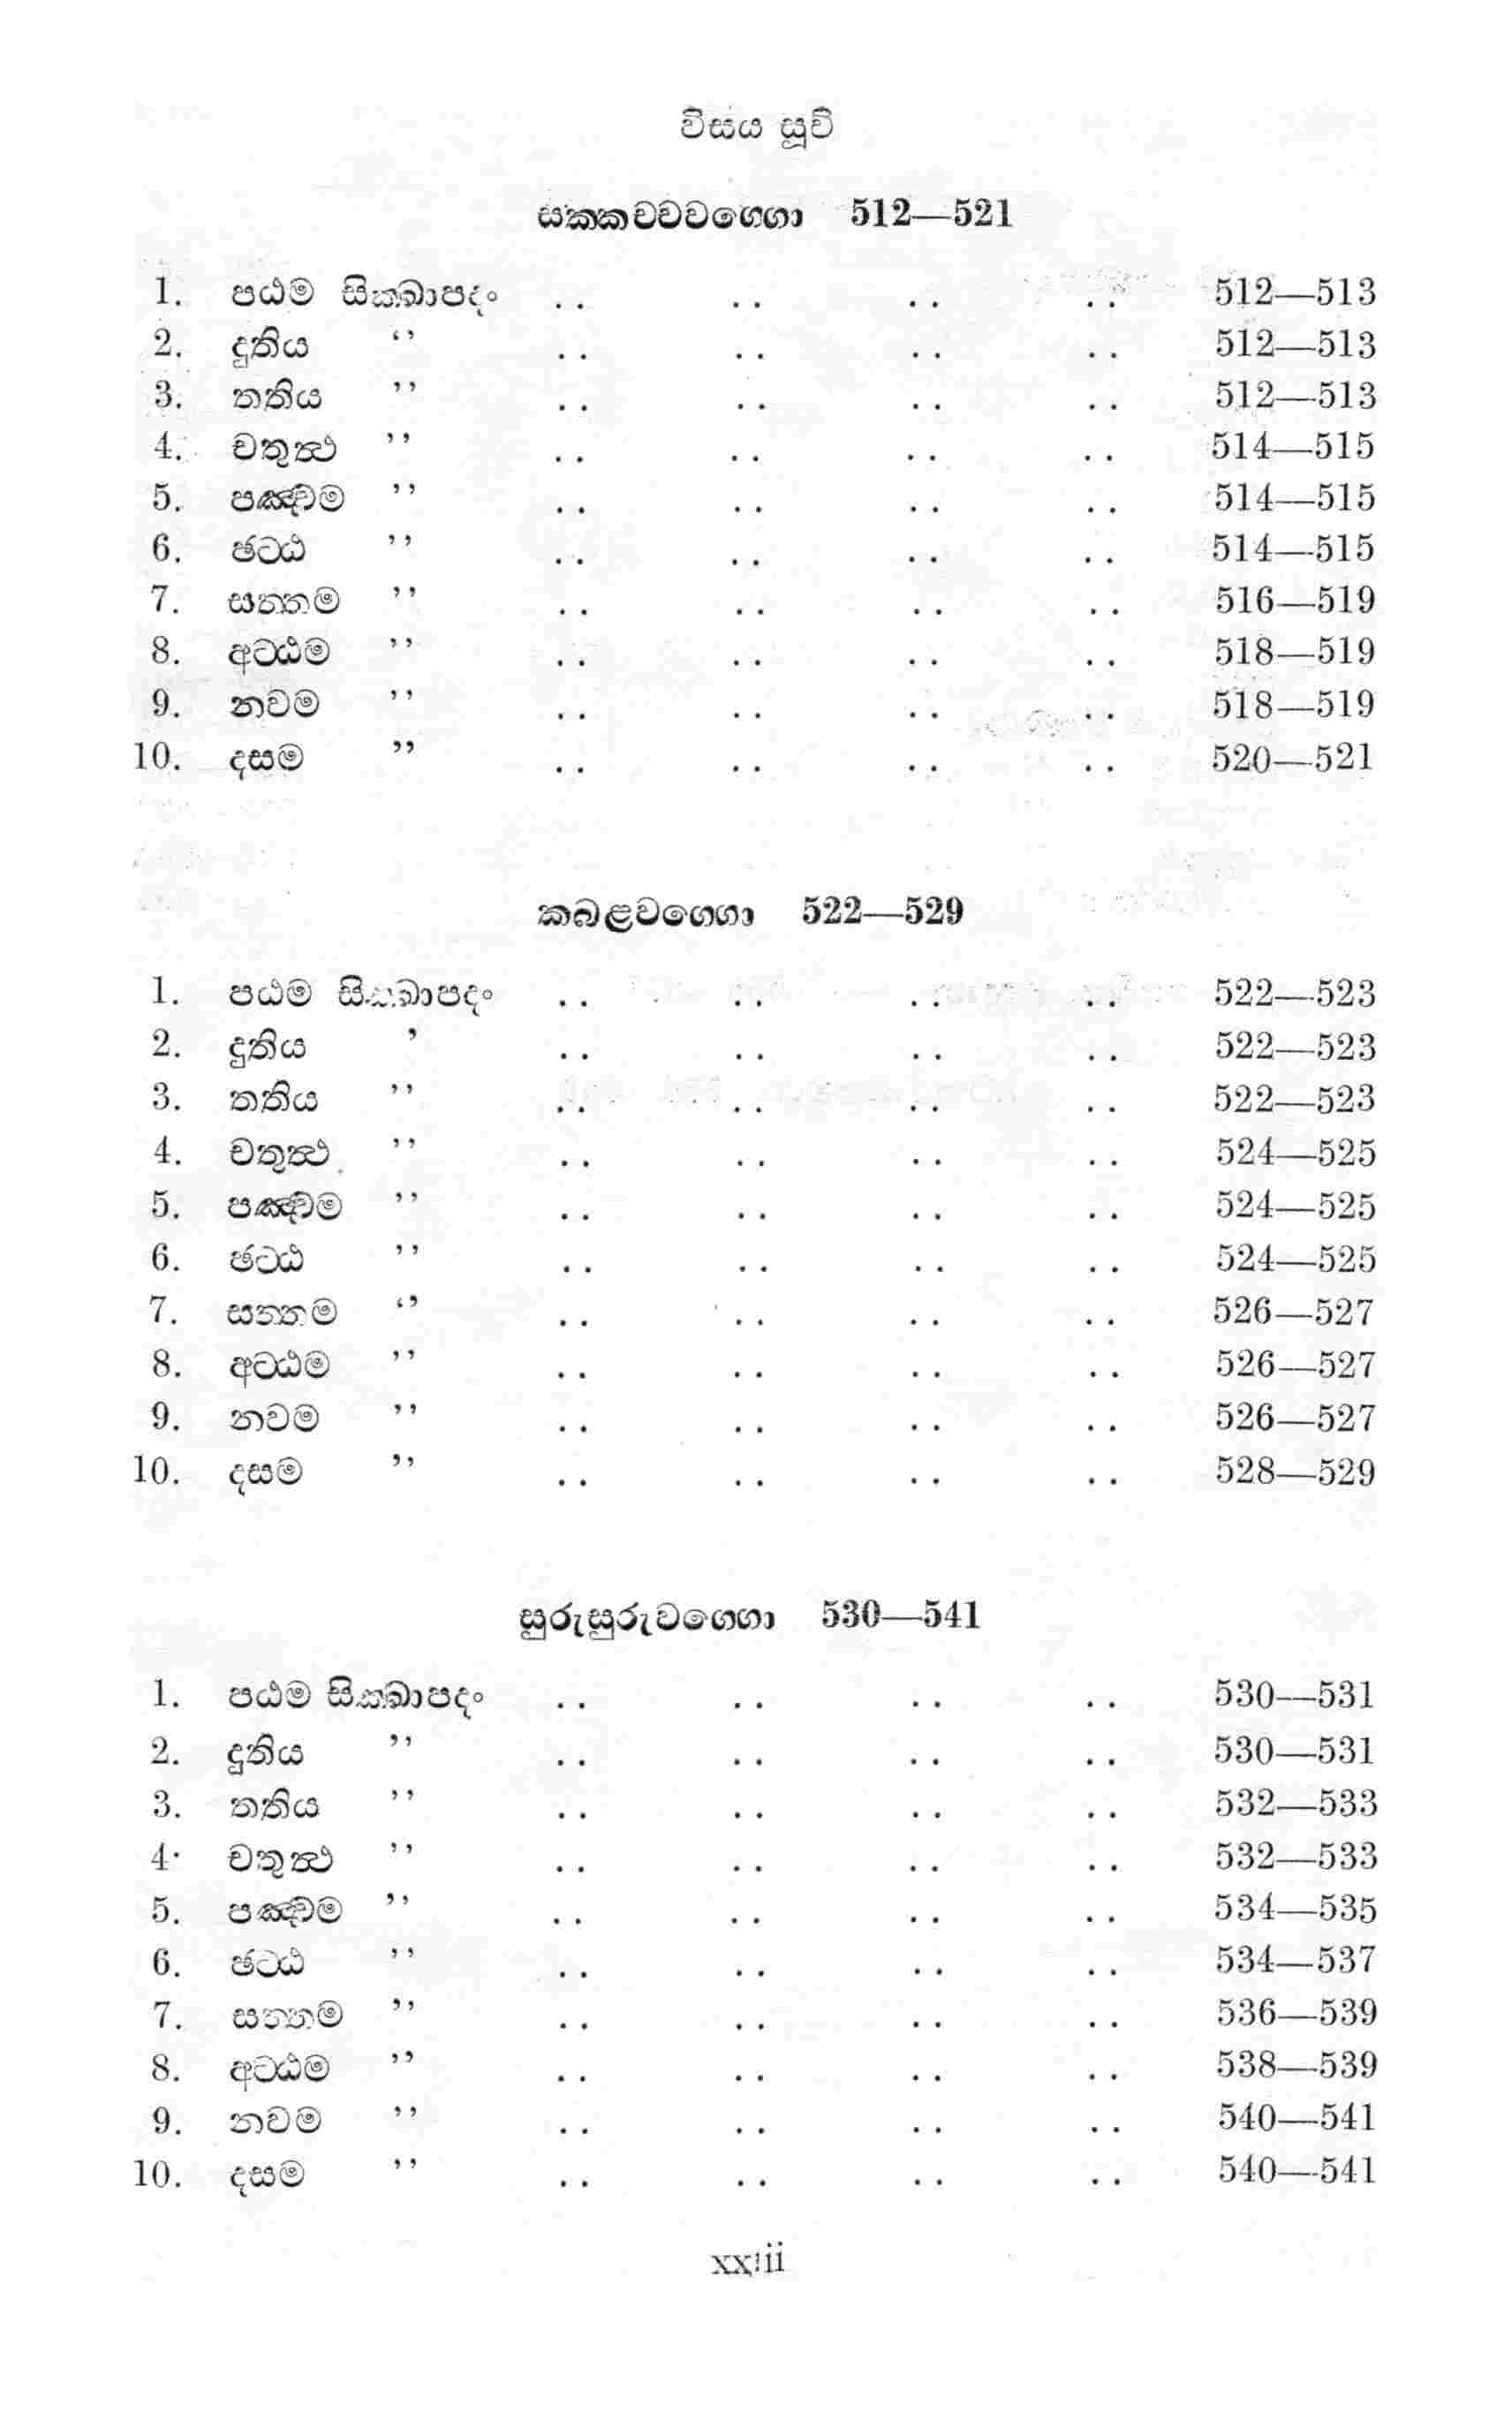 විසය සූචි
සක්කච්චවග්ගො 512—521
1. පඨම සික්ඛාපදං .. .. .. .. 512—513
2. දුතිය ‘’ .. .. .. .. 512—513
3. තතිය ’’ .. .. .. .. 512—513
4. චතුත්ථ ’’ .. .. .. .. 514—515
5. පඤ්චම ’’ .. .. .. .. 514—515
6. ඡට්ඨ ’’ .. .. .. .. 514—515
7. සත්තම ’’ .. .. .. .. 516—519
8. අට්ඨම ’’ .. .. .. .. 518—519
9. නවම ’’ .. .. .. .. 518—519
10. දසම ’’ .. .. .. .. 520—521
කබළවග්ගො 522—529
1. පඨම සික්ඛාපදං .. .. .. .. 522—523
2. දුතිය ’ .. .. .. .. 522—523
3. තතිය ’’ .. .. .. .. 522—523
4. චතුත්ථ ’’ .. .. .. .. 524—525
5. පඤ්චම ’’ .. .. .. .. 524—525
6. ඡට්ඨ ’’ .. .. .. .. 524—525
7. සත්තම ‘’ .. .. .. .. 526—527
8. අට්ඨම ’’ .. .. .. .. 526—527
9. නවම ’’ .. .. .. .. 526—527
10. දසම ’’ .. .. .. .. 528—529
සුරුසුරුවග්ගො 530—541
1. පඨම සික්ඛාපදං .. .. .. .. 530—531
2. දුතිය ’’ .. .. .. .. 530—531
3. තතිය ’’ .. .. .. .. 532—533
4. චතුත්ථ ’’ .. .. .. .. 532—533
5. පඤ්චම ’’ .. .. .. .. 534—535
6. ඡට්ඨ ’’ .. .. .. .. 534—537
7. සත්තම ’’ .. .. .. .. 536—539
8. අට්ඨම ’’ .. .. .. .. 538—539
9. නවම ’’ .. .. .. .. 540—541
10. දසම ’’ .. .. .. .. 540—541
xxiii